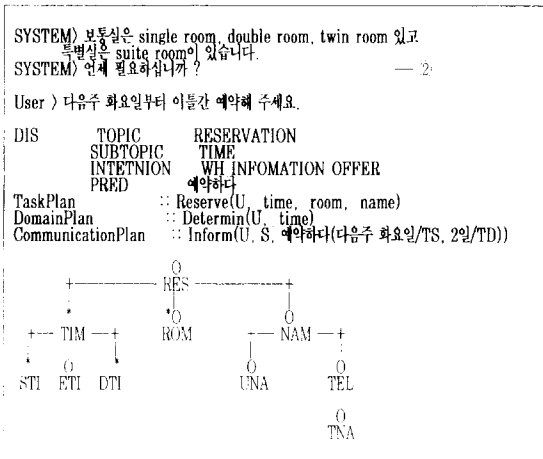 SYSTEM) 보통실은 single room, double room, twin room 있고
특별실은 suite room이 있습니다.
SYSTEM) 언제 필요하십니까 ? — 2)
User ) 다음주 화요일부터 이틀간 예약해 주세요.
DIS TOPIC RESERVATION
SUBTOPIC TIME
INTETNION WH INFOMATION OFFER
PRED 예약하다
TaskPlan :: Reserve(U, time, room, name)
DomainPlan :: Determin(U, time)
CommunicationPlan :: Inform(U, S, 예약하다(다음주 화요일/TS, 2일/TD))
O
+--- RES ---+
* *O O
+--- TIM ---+ ROM +--- NAM ---+
* O * O O
STI ETI DTI UNA TEL
O
TNA